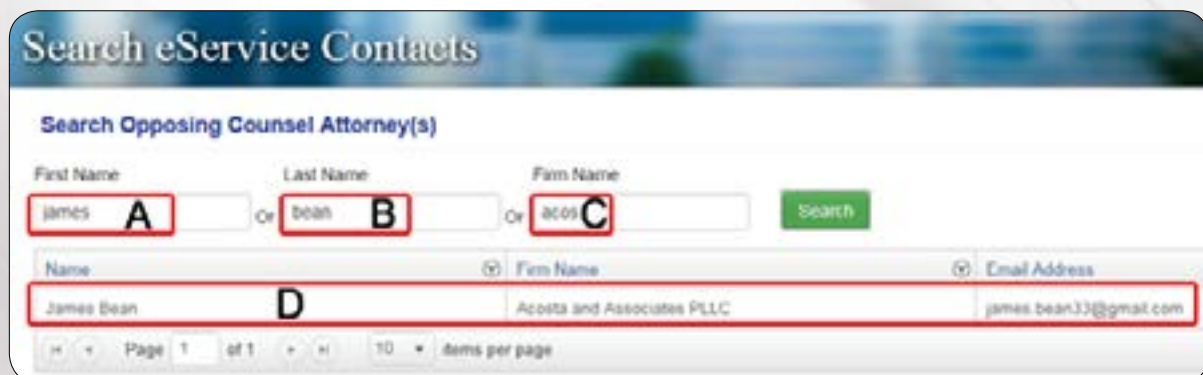 Search eService Contacts
Search Opposing Counsel Attorney(s)
First Name Last Name Firm Name
james A Or bean B Or acos C Search
Name Firm Name Email Address
James Bean D Acosta and Associates PLLC james.bean33@gmail.com
Page 1 of 1 10 items per page